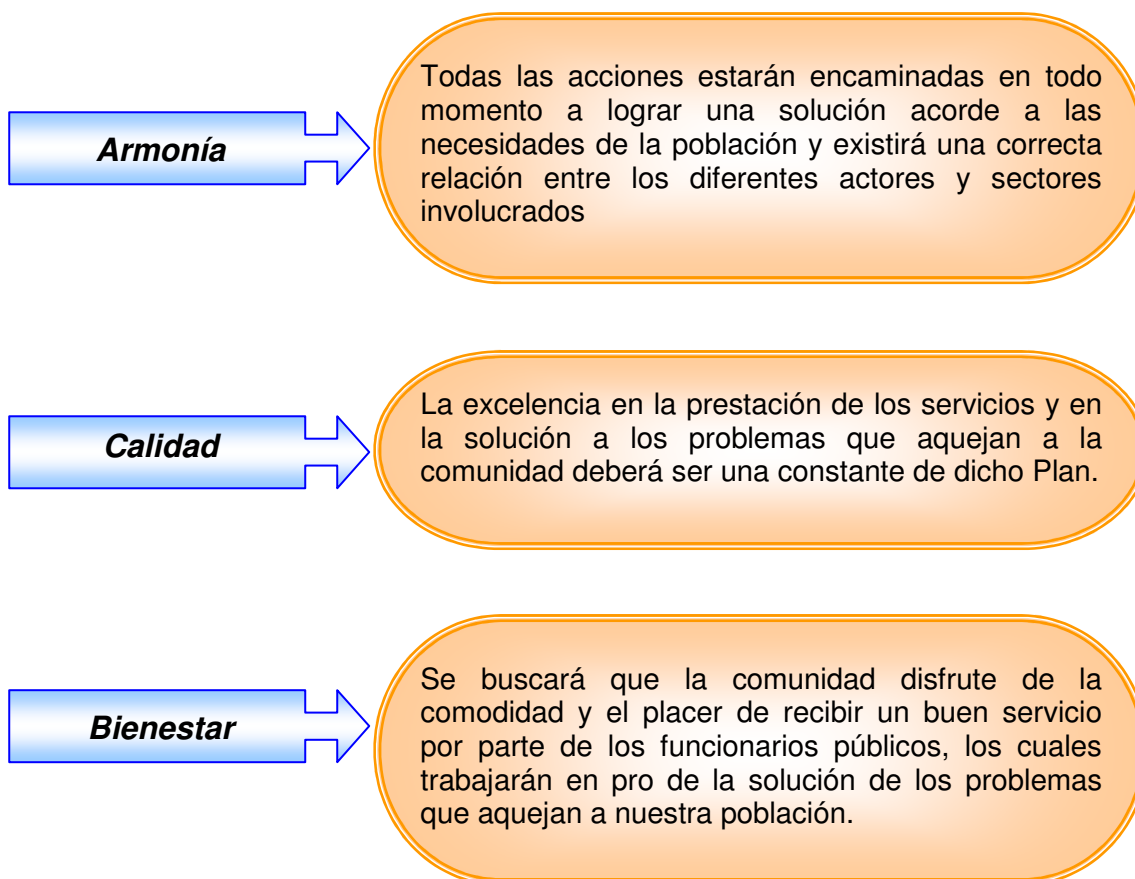 Armonía
Todas las acciones estarán encaminadas en todo
momento a lograr una solución acorde a las
necesidades de la población y existirá una correcta
relación entre los diferentes actores y sectores
involucrados
Calidad
La excelencia en la prestación de los servicios y en
la solución a los problemas que aquejan a la
comunidad deberá ser una constante de dicho Plan.
Bienestar
Se buscará que la comunidad disfrute de la
comodidad y el placer de recibir un buen servicio
por parte de los funcionarios públicos, los cuales
trabajarán en pro de la solución de los problemas
que aquejan a nuestra población.